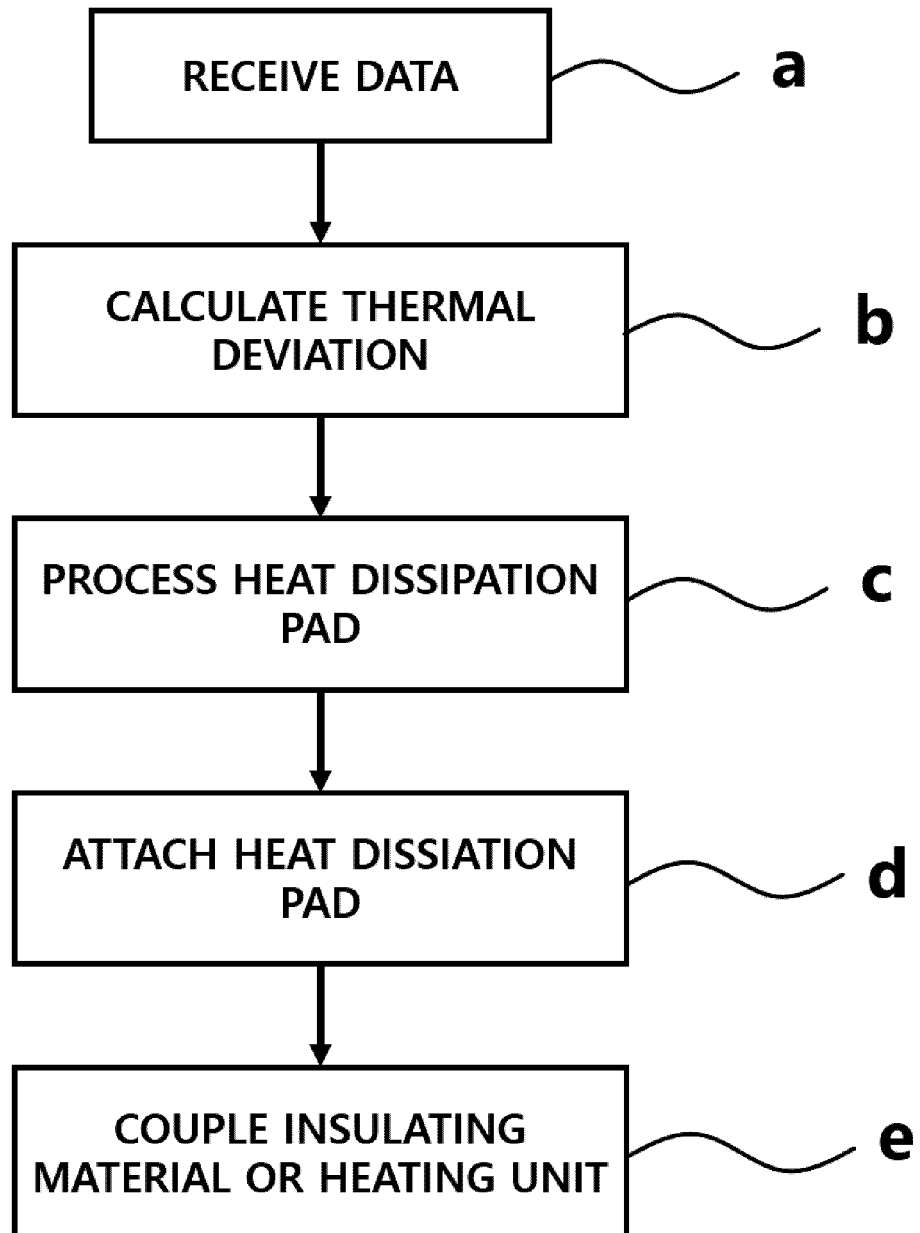 RECEIVE DATA
a
CALCULATE THERMAL
DEVIATION
b
PROCESS HEAT DISSIPATION
PAD
c
ATTACH HEAT DISSIATION
PAD
d
COUPLE INSULATING
MATERIAL OR HEATING UNIT
e